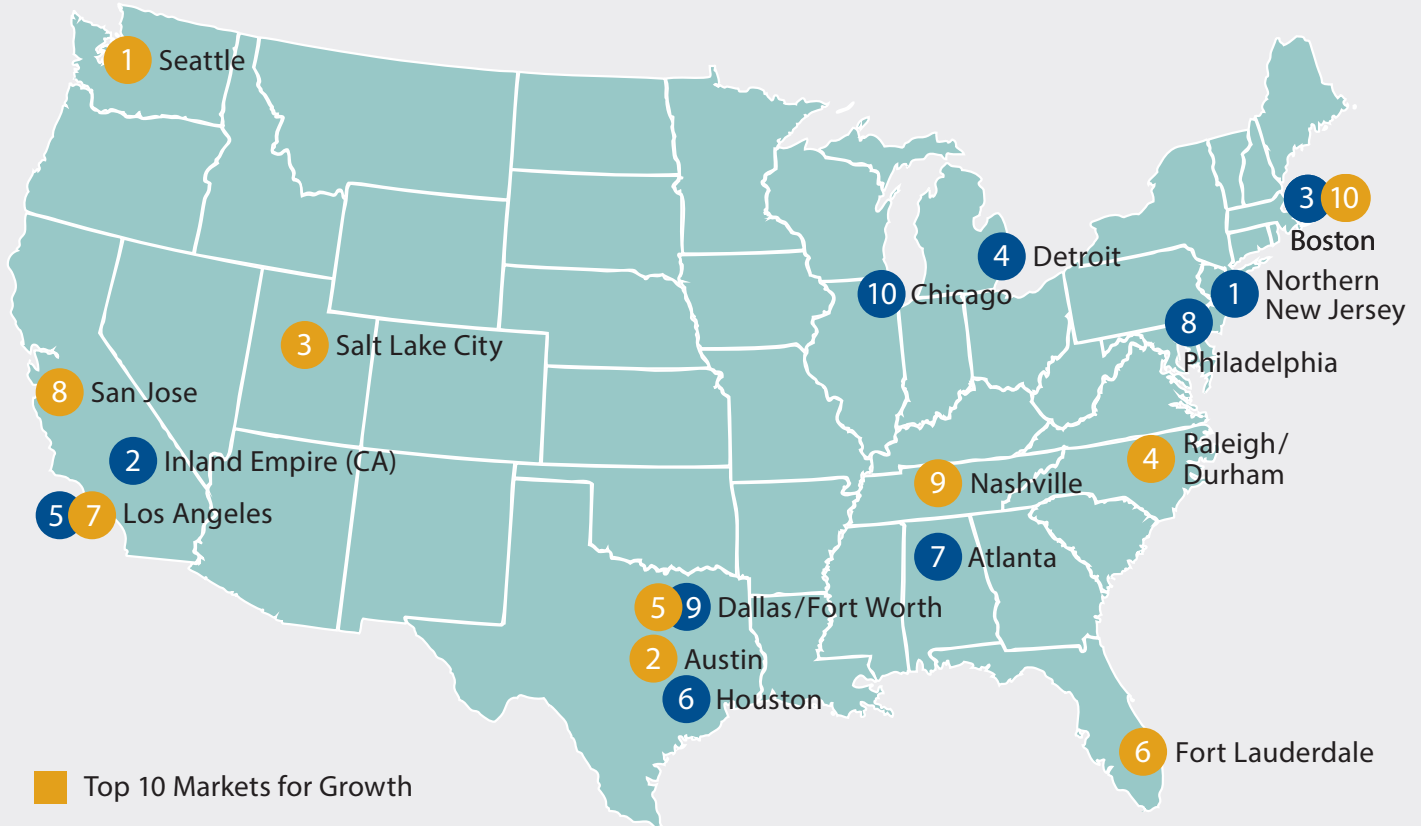 1 Seattle
3 10
Boston
4 Detroit
10 Chicago
1 Northern
New Jersey
8
Philadelphia
3 Salt Lake City
8 San Jose
2 Inland Empire (CA)
4 Raleigh/
Durham
9 Nashville
5 7 Los Angeles
7 Atlanta
5 9 Dallas/Fort Worth
2 Austin
6 Houston
6 Fort Lauderdale
Top 10 Markets for Growth